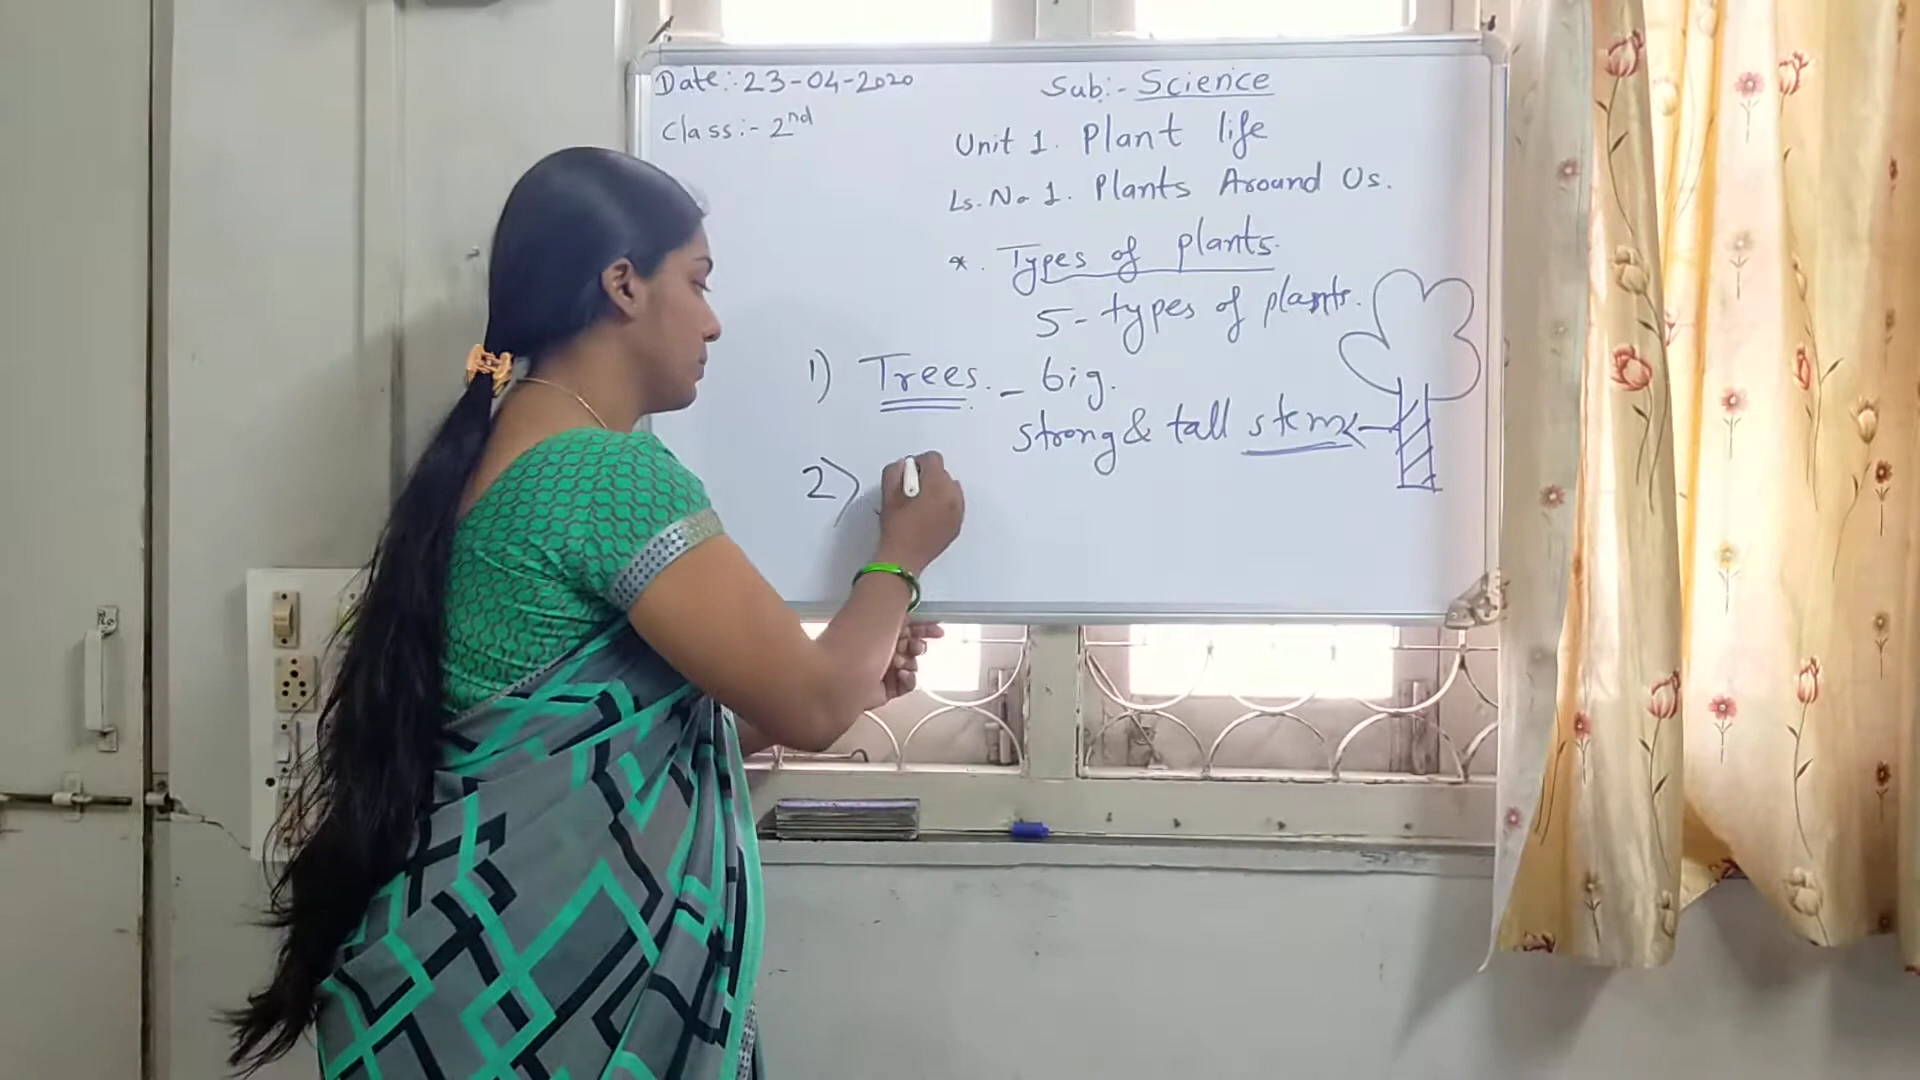 Date:-23-04-2020
Class:- 2nd
Sub:- Science
Unit 1. Plant life
Ls. No 1. Plants Around Us.
*. Types of plants.
5- types of plants.
1) Trees. - big.
strong & tall stem
2)